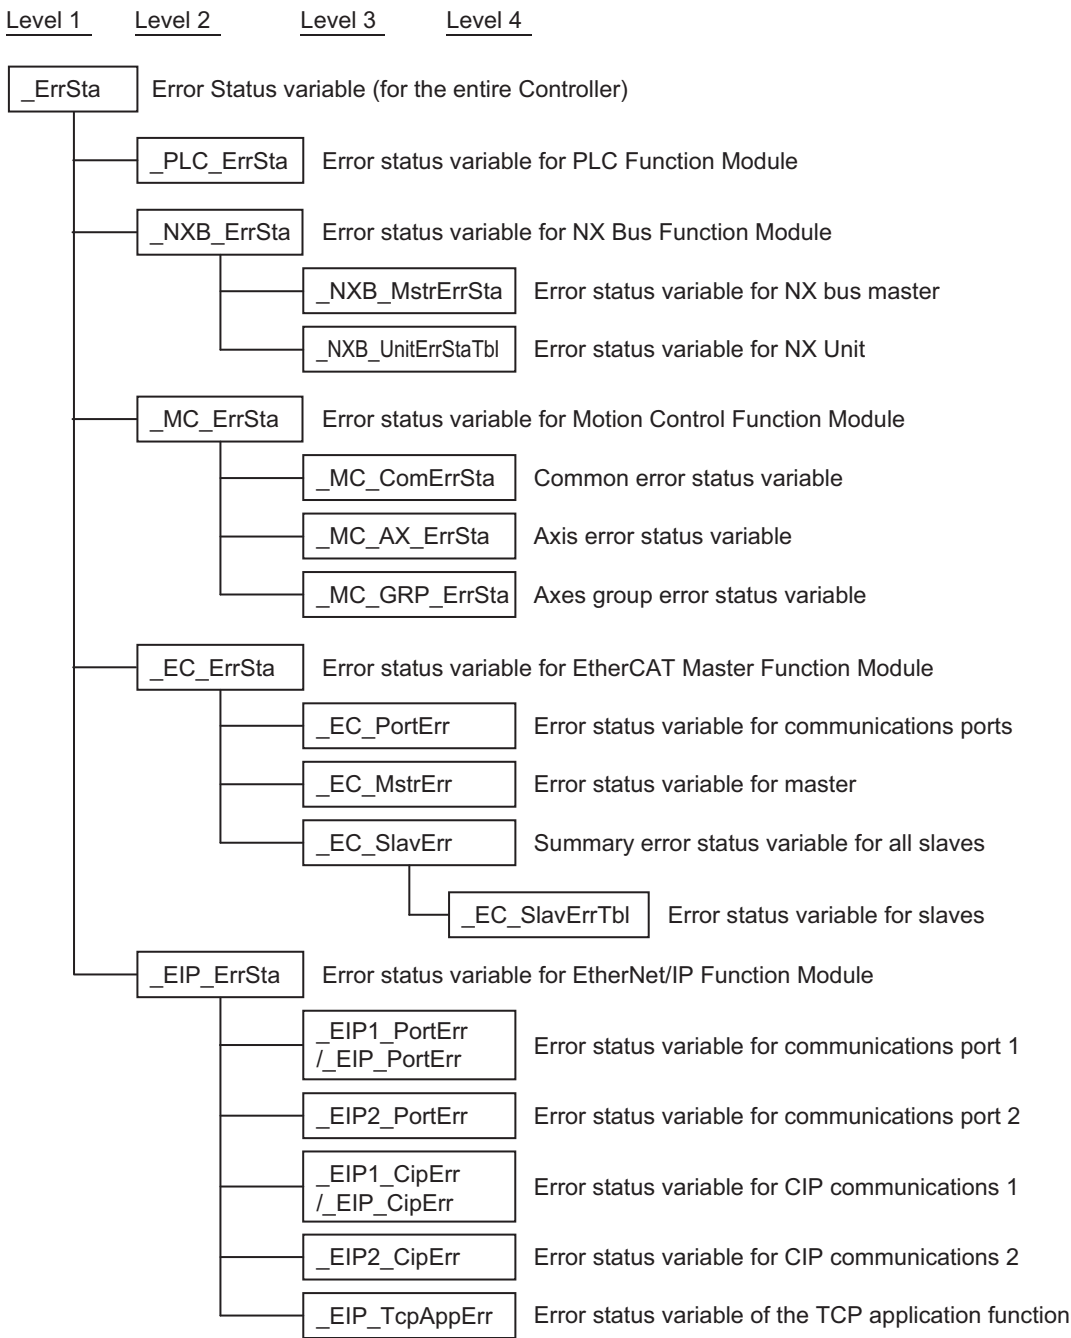 Level 1 Level 2 Level 3 Level 4
_ErrSta Error Status variable (for the entire Controller)
_PLC_ErrSta Error status variable for PLC Function Module
_NXB_ErrSta Error status variable for NX Bus Function Module
_NXB_MstrErrSta Error status variable for NX bus master
_NXB_UnitErrStaTbl Error status variable for NX Unit
_MC_ErrSta Error status variable for Motion Control Function Module
_MC_ComErrSta Common error status variable
_MC_AX_ErrSta Axis error status variable
_MC_GRP_ErrSta Axes group error status variable
_EC_ErrSta Error status variable for EtherCAT Master Function Module
_EC_PortErr Error status variable for communications ports
_EC_MstrErr Error status variable for master
_EC_SlavErr Summary error status variable for all slaves
_EC_SlavErrTbl Error status variable for slaves
_EIP_ErrSta Error status variable for EtherNet/IP Function Module
_EIP1_PortErr
/_EIP_PortErr Error status variable for communications port 1
_EIP2_PortErr Error status variable for communications port 2
_EIP1_CipErr
/_EIP_CipErr Error status variable for CIP communications 1
_EIP2_CipErr Error status variable for CIP communications 2
_EIP_TcpAppErr Error status variable of the TCP application function